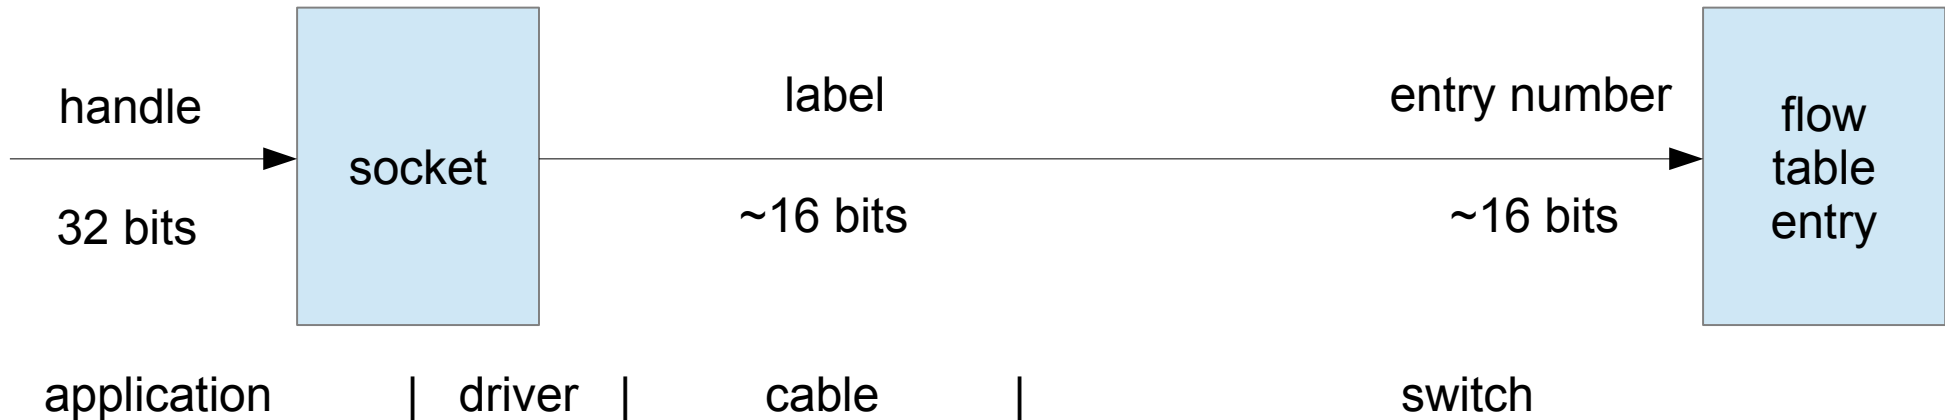 handle
32 bits
socket
label
~16 bits
entry number
~16 bits
flow
table
entry
application | driver | cable | switch